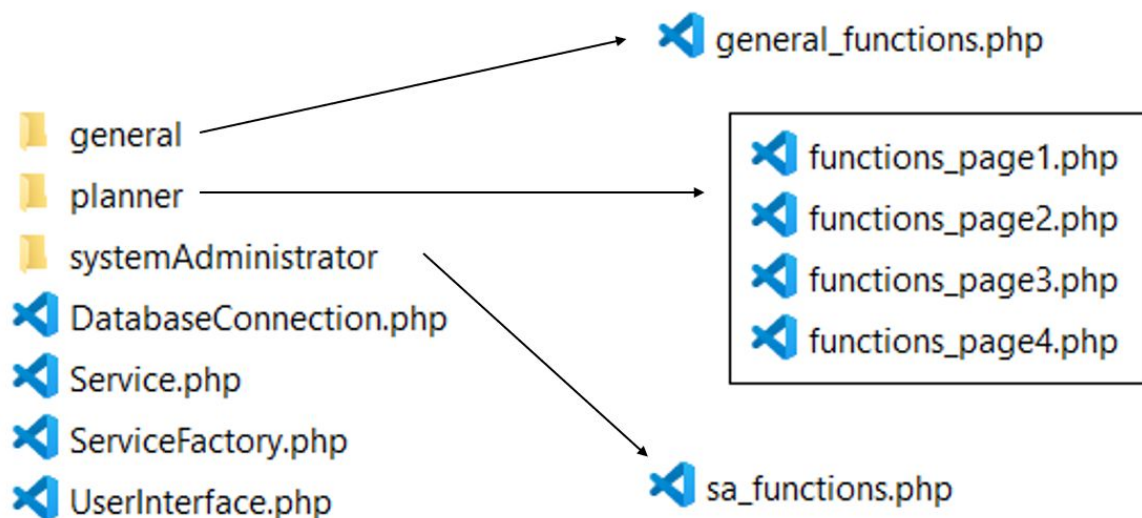 general
planner
systemAdministrator
DatabaseConnection.php
Service.php
ServiceFactory.php
UserInterface.php
general_functions.php
functions_page1.php
functions_page2.php
functions_page3.php
functions_page4.php
sa_functions.php